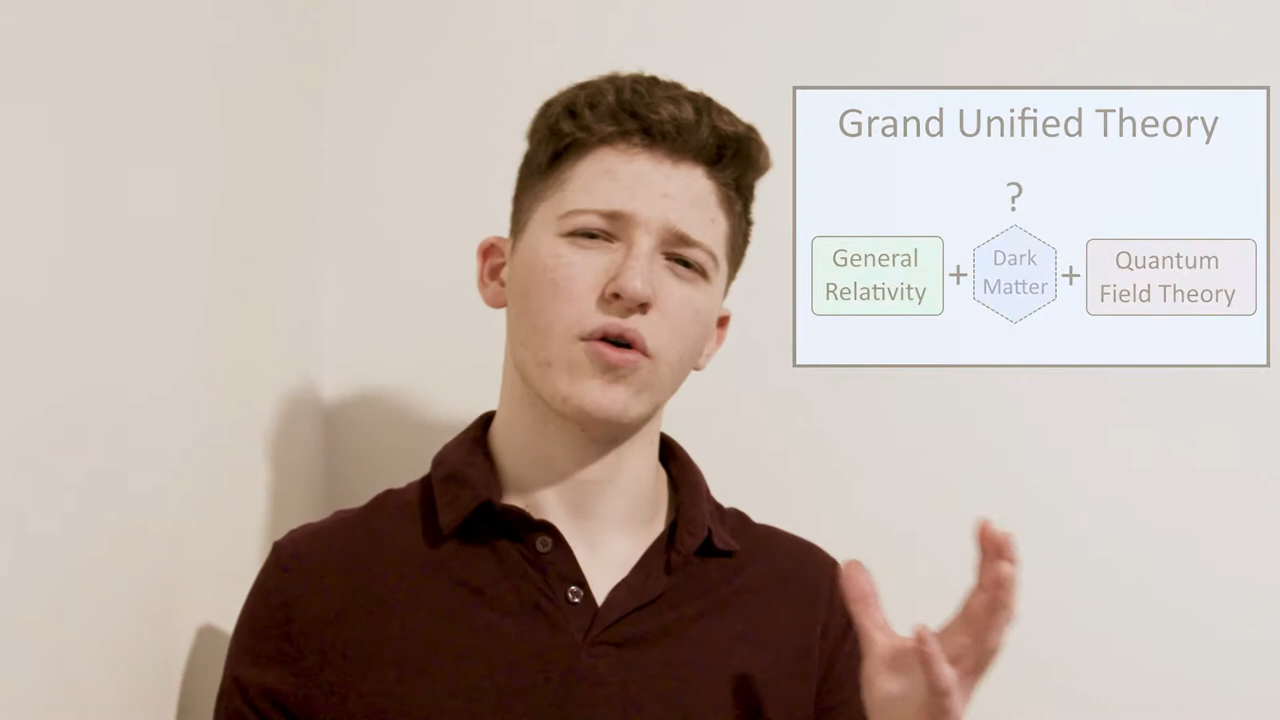 Grand Unified Theory
?
General
Relativity
+
Dark
Matter
+
Quantum
Field Theory